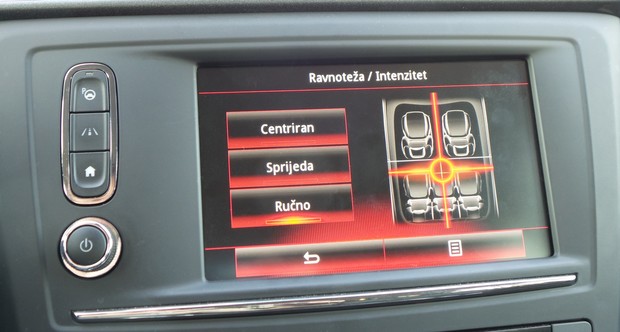 Ravnoteža / Intenzitet
Centriran
Sprijeda
Ručno